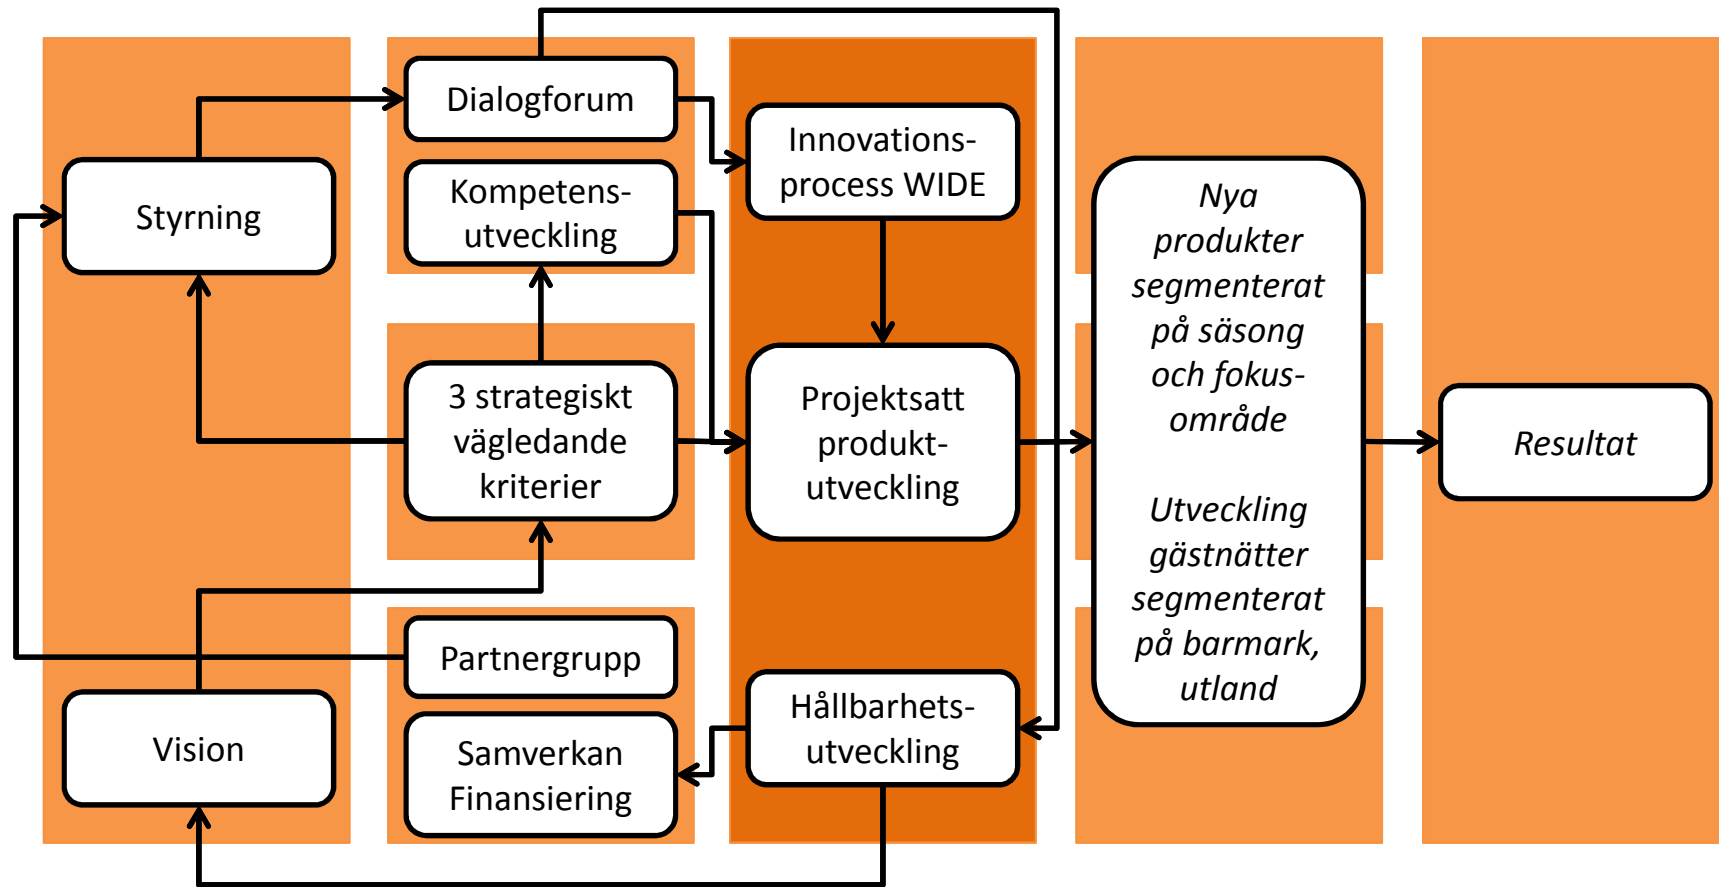 Styrning
Vision
Dialogforum
Kompetens-
utveckling
3 strategiskt
vägledande
kriterier
Partnergrupp
Samverkan
Finansiering
Innovations-
process WIDE
Projektsatt
produkt-
utveckling
Hållbarhets-
utveckling
Nya
produkter
segmenterat
på säsong
och fokus-
område
Utveckling
gästnätter
segmenterat
på barmark,
utland
Resultat